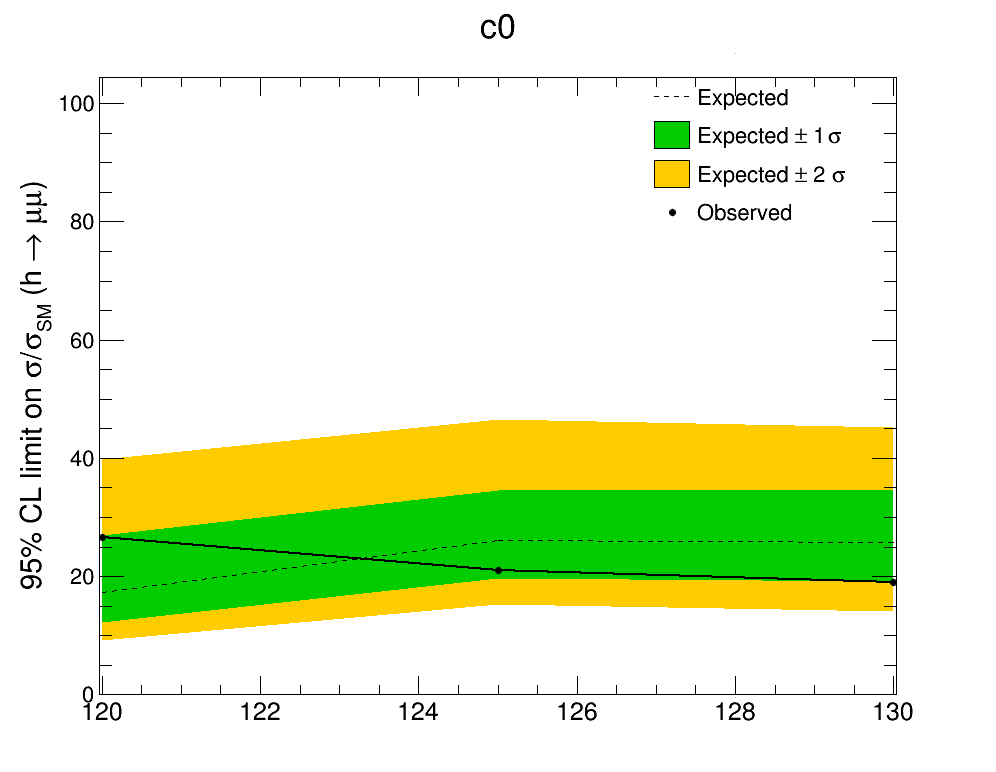 c0
Expected
Expected ± 1 σ
Expected ± 2 σ
Observed
95% CL limit on σ/σSM (h → μμ)
100
80
60
40
20
0
120 122 124 126 128 130